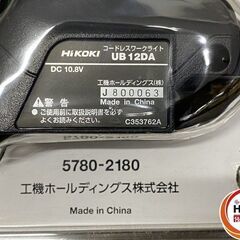 HiKOKI
コードレスワークライト
UB 12DA
DC 10.8V
工機ホールディングス(株)
J800063
Made in China
警告
ご使用前に取扱説明書をよく
お読みください。
C353762A
5780-2180
工機ホールディングス株式会社
Made in China